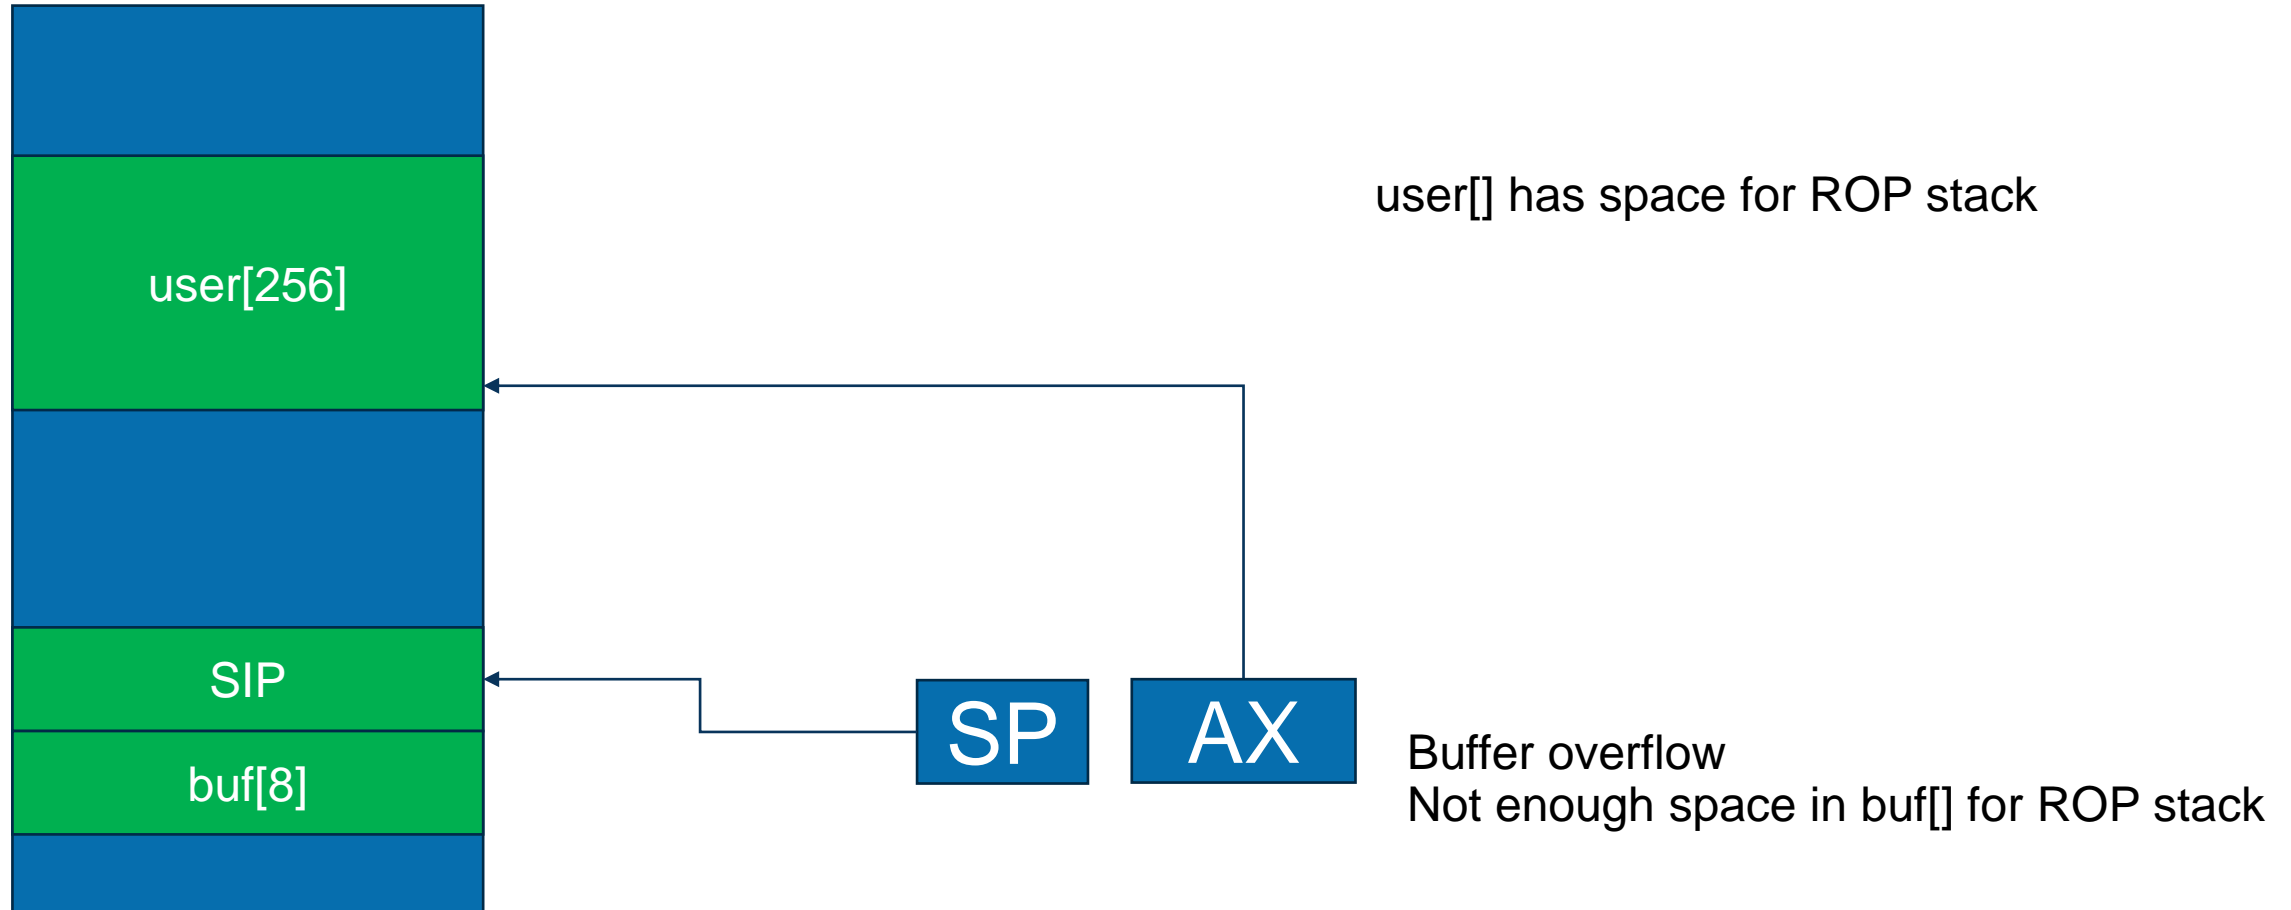 user[] has space for ROP stack
user[256]
SIP
SP
AX
Buffer overflow
buf[8]
Not enough space in buf[] for ROP stack